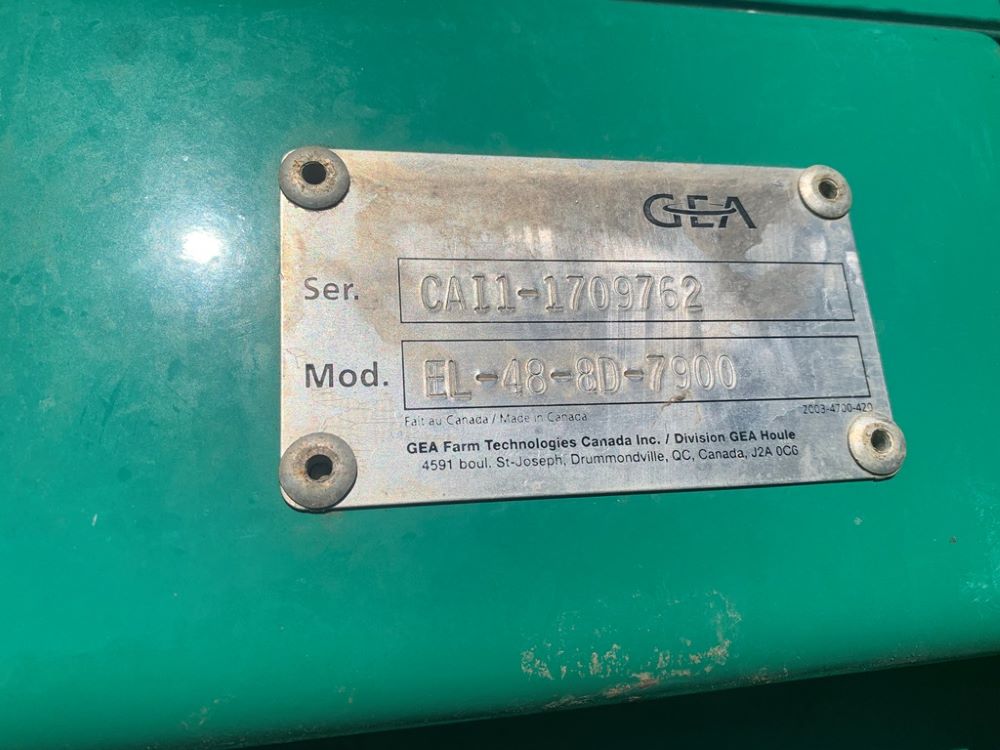 GEA
Ser. CAI1-1709762
Mod. EL-48-8D-7900
Fait au Canada / Made in Canada 2C03-4700-420
GEA Farm Technologies Canada Inc. / Division GEA Houle
4591 boul. St-Joseph, Drummondville, QC, Canada, J2A 0C6